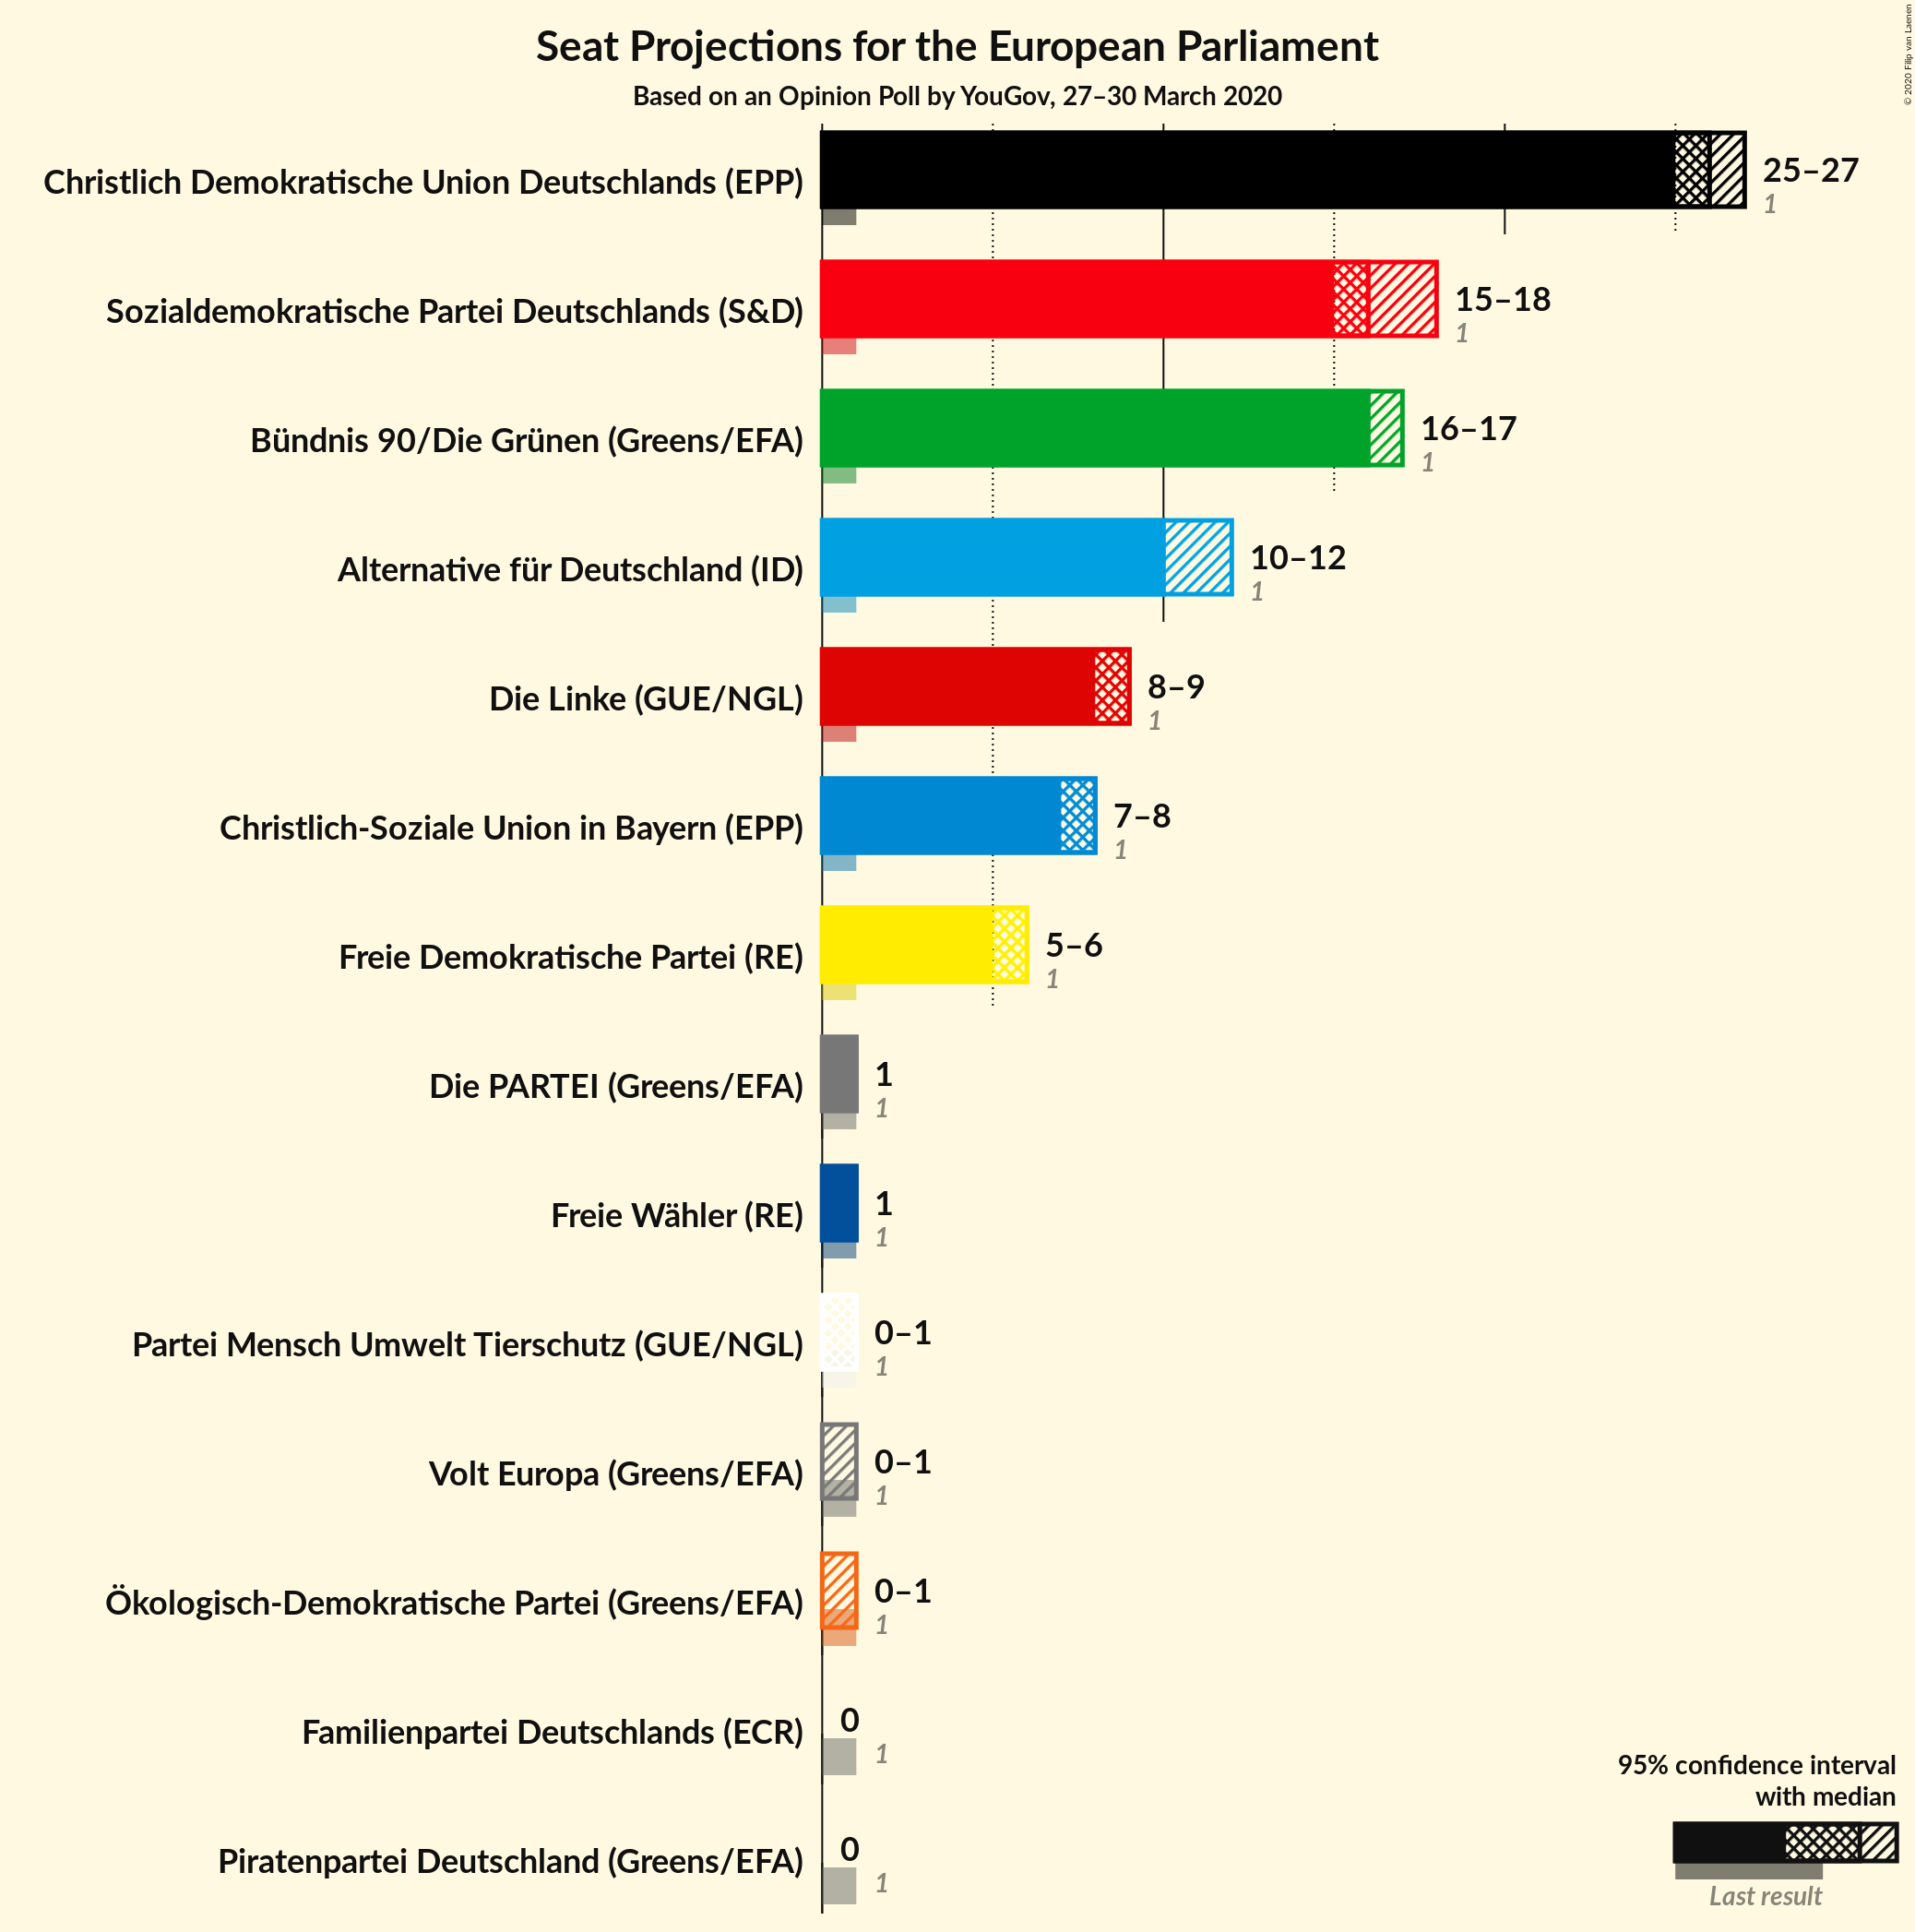 Seat Projections for the European Parliament
Based on an Opinion Poll by YouGov, 27–30 March 2020
© 2020 Filip van Laenen
Christlich Demokratische Union Deutschlands (EPP)
25–27
1
Sozialdemokratische Partei Deutschlands (S&D)
15–18
1
Bündnis 90/Die Grünen (Greens/EFA)
16–17
1
Alternative für Deutschland (ID)
10–12
1
Die Linke (GUE/NGL)
8–9
1
Christlich-Soziale Union in Bayern (EPP)
7–8
1
Freie Demokratische Partei (RE)
5–6
1
Die PARTEI (Greens/EFA)
1
1
Freie Wähler (RE)
1
1
Partei Mensch Umwelt Tierschutz (GUE/NGL)
0–1
1
Volt Europa (Greens/EFA)
0–1
1
Ökologisch-Demokratische Partei (Greens/EFA)
0–1
1
Familienpartei Deutschlands (ECR)
0
1
Piratenpartei Deutschland (Greens/EFA)
0
1
95% confidence interval
with median
Last result